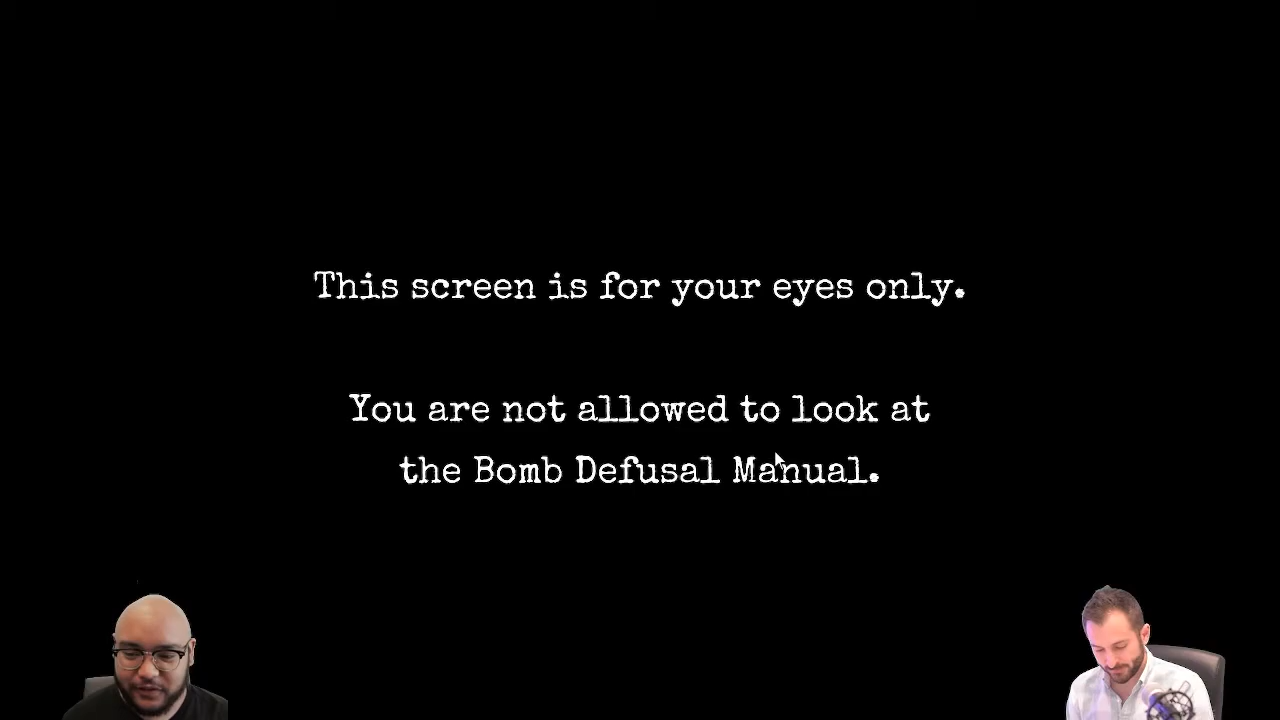 This screen is for your eyes only.
You are not allowed to look at
the Bomb Defusal Manual.